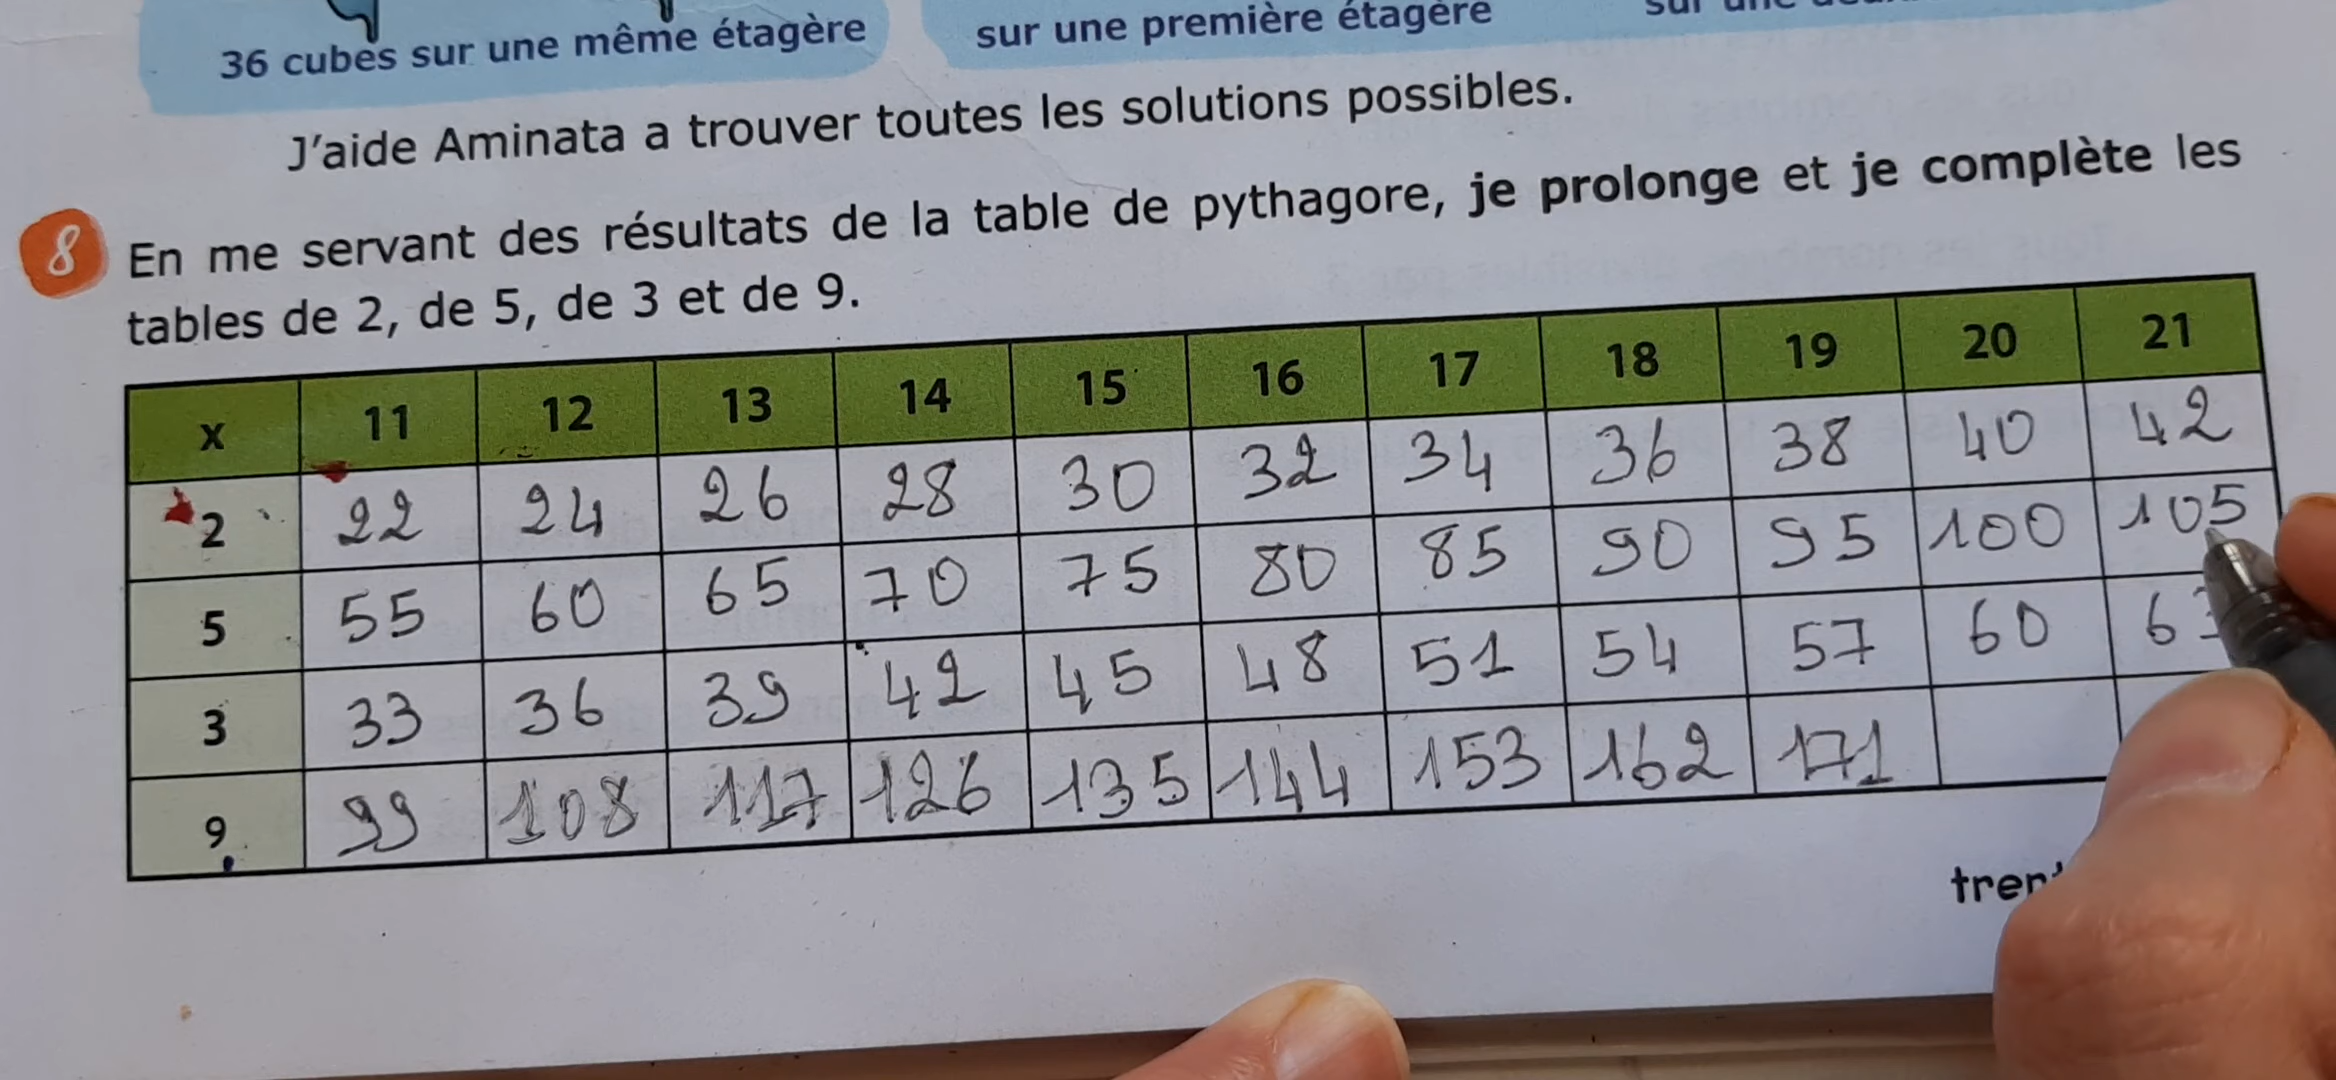 36 cubes sur une même étagère
sur une première étagère
sur une
J'aide Aminata a trouver toutes les solutions possibles.
8 En me servant des résultats de la table de pythagore, je prolonge et je complète les
tables de 2, de 5, de 3 et de 9.
x 11 12 13 14 15 16 17 18 19 20 21
2 22 24 26 28 30 32 34 36 38 40 42
5 55 60 65 70 75 80 85 90 95 100 105
3 33 36 39 42 45 48 51 54 57 60
9 99 108 117 126 135 144 153 162 171